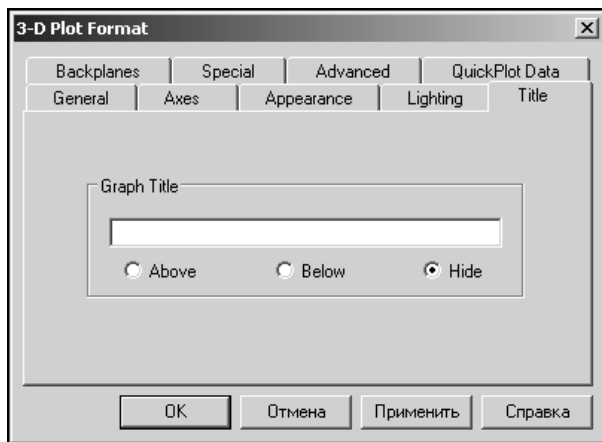 3-D Plot Format
Backplanes Special Advanced QuickPlot Data
General Axes Appearance Lighting Title
Graph Title
Above Below Hide
OK Отмена Применить Справка